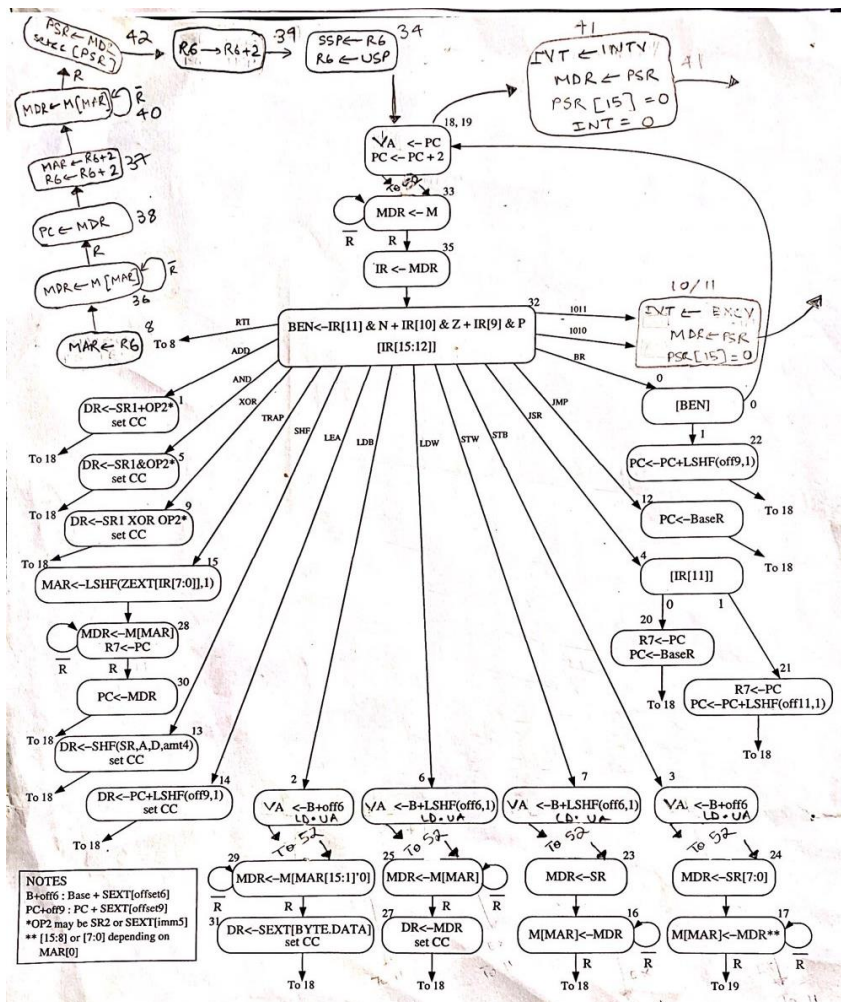 PSR ← MDR
setcc [PSR]
42
R6 → R6+2
39
SSP ← R6
R6 ← USP
34
41
IVT ← INTV
MDR ← PSR
PSR [15] = 0
INT = 0
41
R
MDR ← M[MAR]
R̅
40
18, 19
VA <- PC
PC <- PC + 2
To 52
MAR ← R6+2
R6 ← R6+2
37
33
MDR <- M
R̅
R
PC ← MDR
38
35
IR <- MDR
R
MDR ← M[MAR]
R̅
36
10/11
IVT ← EXCV
MDR ← PSR
PSR[15] = 0
32
BEN<-IR[11] & N + IR[10] & Z + IR[9] & P
[IR[15:12]]
RTI
1011
1010
BR
8
MAR ← R6
To 8
ADD
AND
XOR
TRAP
SHF
LEA
LDB
LDW
STW
STB
JSR
JMP
0
[BEN]
0
1
1
DR<-SR1+OP2*
set CC
To 18
22
PC<-PC+LSHF(off9,1)
To 18
5
DR<-SR1&OP2*
set CC
To 18
12
PC<-BaseR
To 18
9
DR<-SR1 XOR OP2*
set CC
To 18
4
[IR[11]]
0
1
15
MAR<-LSHF(ZEXT[IR[7:0]],1)
28
MDR<-M[MAR]
R7<-PC
R̅
R
20
R7<-PC
PC<-BaseR
To 18
30
PC<-MDR
To 18
21
R7<-PC
PC<-PC+LSHF(off11,1)
To 18
13
DR<-SHF(SR,A,D,amt4)
set CC
To 18
14
DR<-PC+LSHF(off9,1)
set CC
To 18
2
VA <-B+off6
LD.UA
To 52
6
VA <-B+LSHF(off6,1)
LD.UA
To 52
7
VA <-B+LSHF(off6,1)
LD.UA
To 52
3
VA <-B+off6
LD.UA
To 52
29
MDR<-M[MAR[15:1]'0]
R̅
R
25
MDR<-M[MAR]
R̅
R
23
MDR<-SR
24
MDR<-SR[7:0]
31
DR<-SEXT[BYTE.DATA]
set CC
To 18
27
DR<-MDR
set CC
To 18
16
M[MAR]<-MDR
R̅
R
To 18
17
M[MAR]<-MDR**
R̅
R
To 19
NOTES
B+off6 : Base + SEXT[offset6]
PC+off9 : PC + SEXT[offset9]
*OP2 may be SR2 or SEXT[imm5]
** [15:8] or [7:0] depending on
MAR[0]